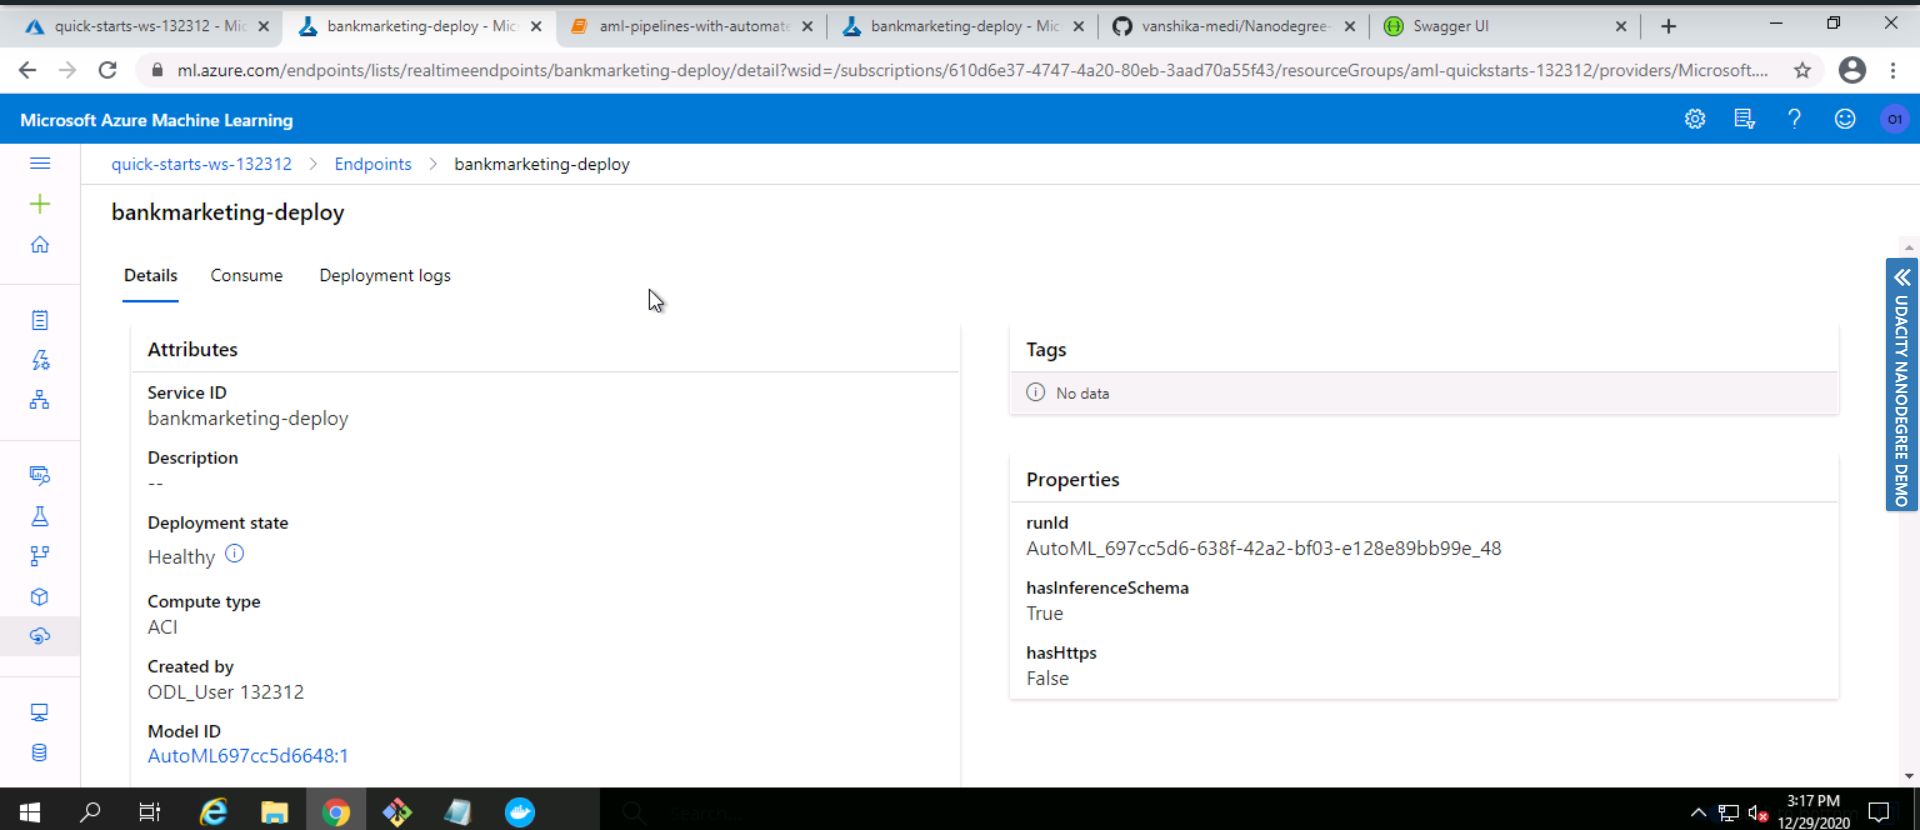 quick-starts-ws-132312 - Mic
bankmarketing-deploy - Mic
aml-pipelines-with-automate
bankmarketing-deploy - Mic
vanshika-medi/Nanodegree-
Swagger UI
ml.azure.com/endpoints/lists/realtimeendpoints/bankmarketing-deploy/detail?wsid=/subscriptions/610d6e37-4747-4a20-80eb-3aad70a55f43/resourceGroups/aml-quickstarts-132312/providers/Microsoft....
Microsoft Azure Machine Learning
O1
quick-starts-ws-132312 > Endpoints > bankmarketing-deploy
bankmarketing-deploy
Details Consume Deployment logs
Attributes
Service ID
bankmarketing-deploy
Description
--
Deployment state
Healthy
Compute type
ACI
Created by
ODL_User 132312
Model ID
AutoML697cc5d6648:1
Tags
No data
Properties
runId
AutoML_697cc5d6-638f-42a2-bf03-e128e89bb99e_48
hasInferenceSchema
True
hasHttps
False
UDACITY NANODEGREE DEMO
Search...
3:17 PM
12/29/2020